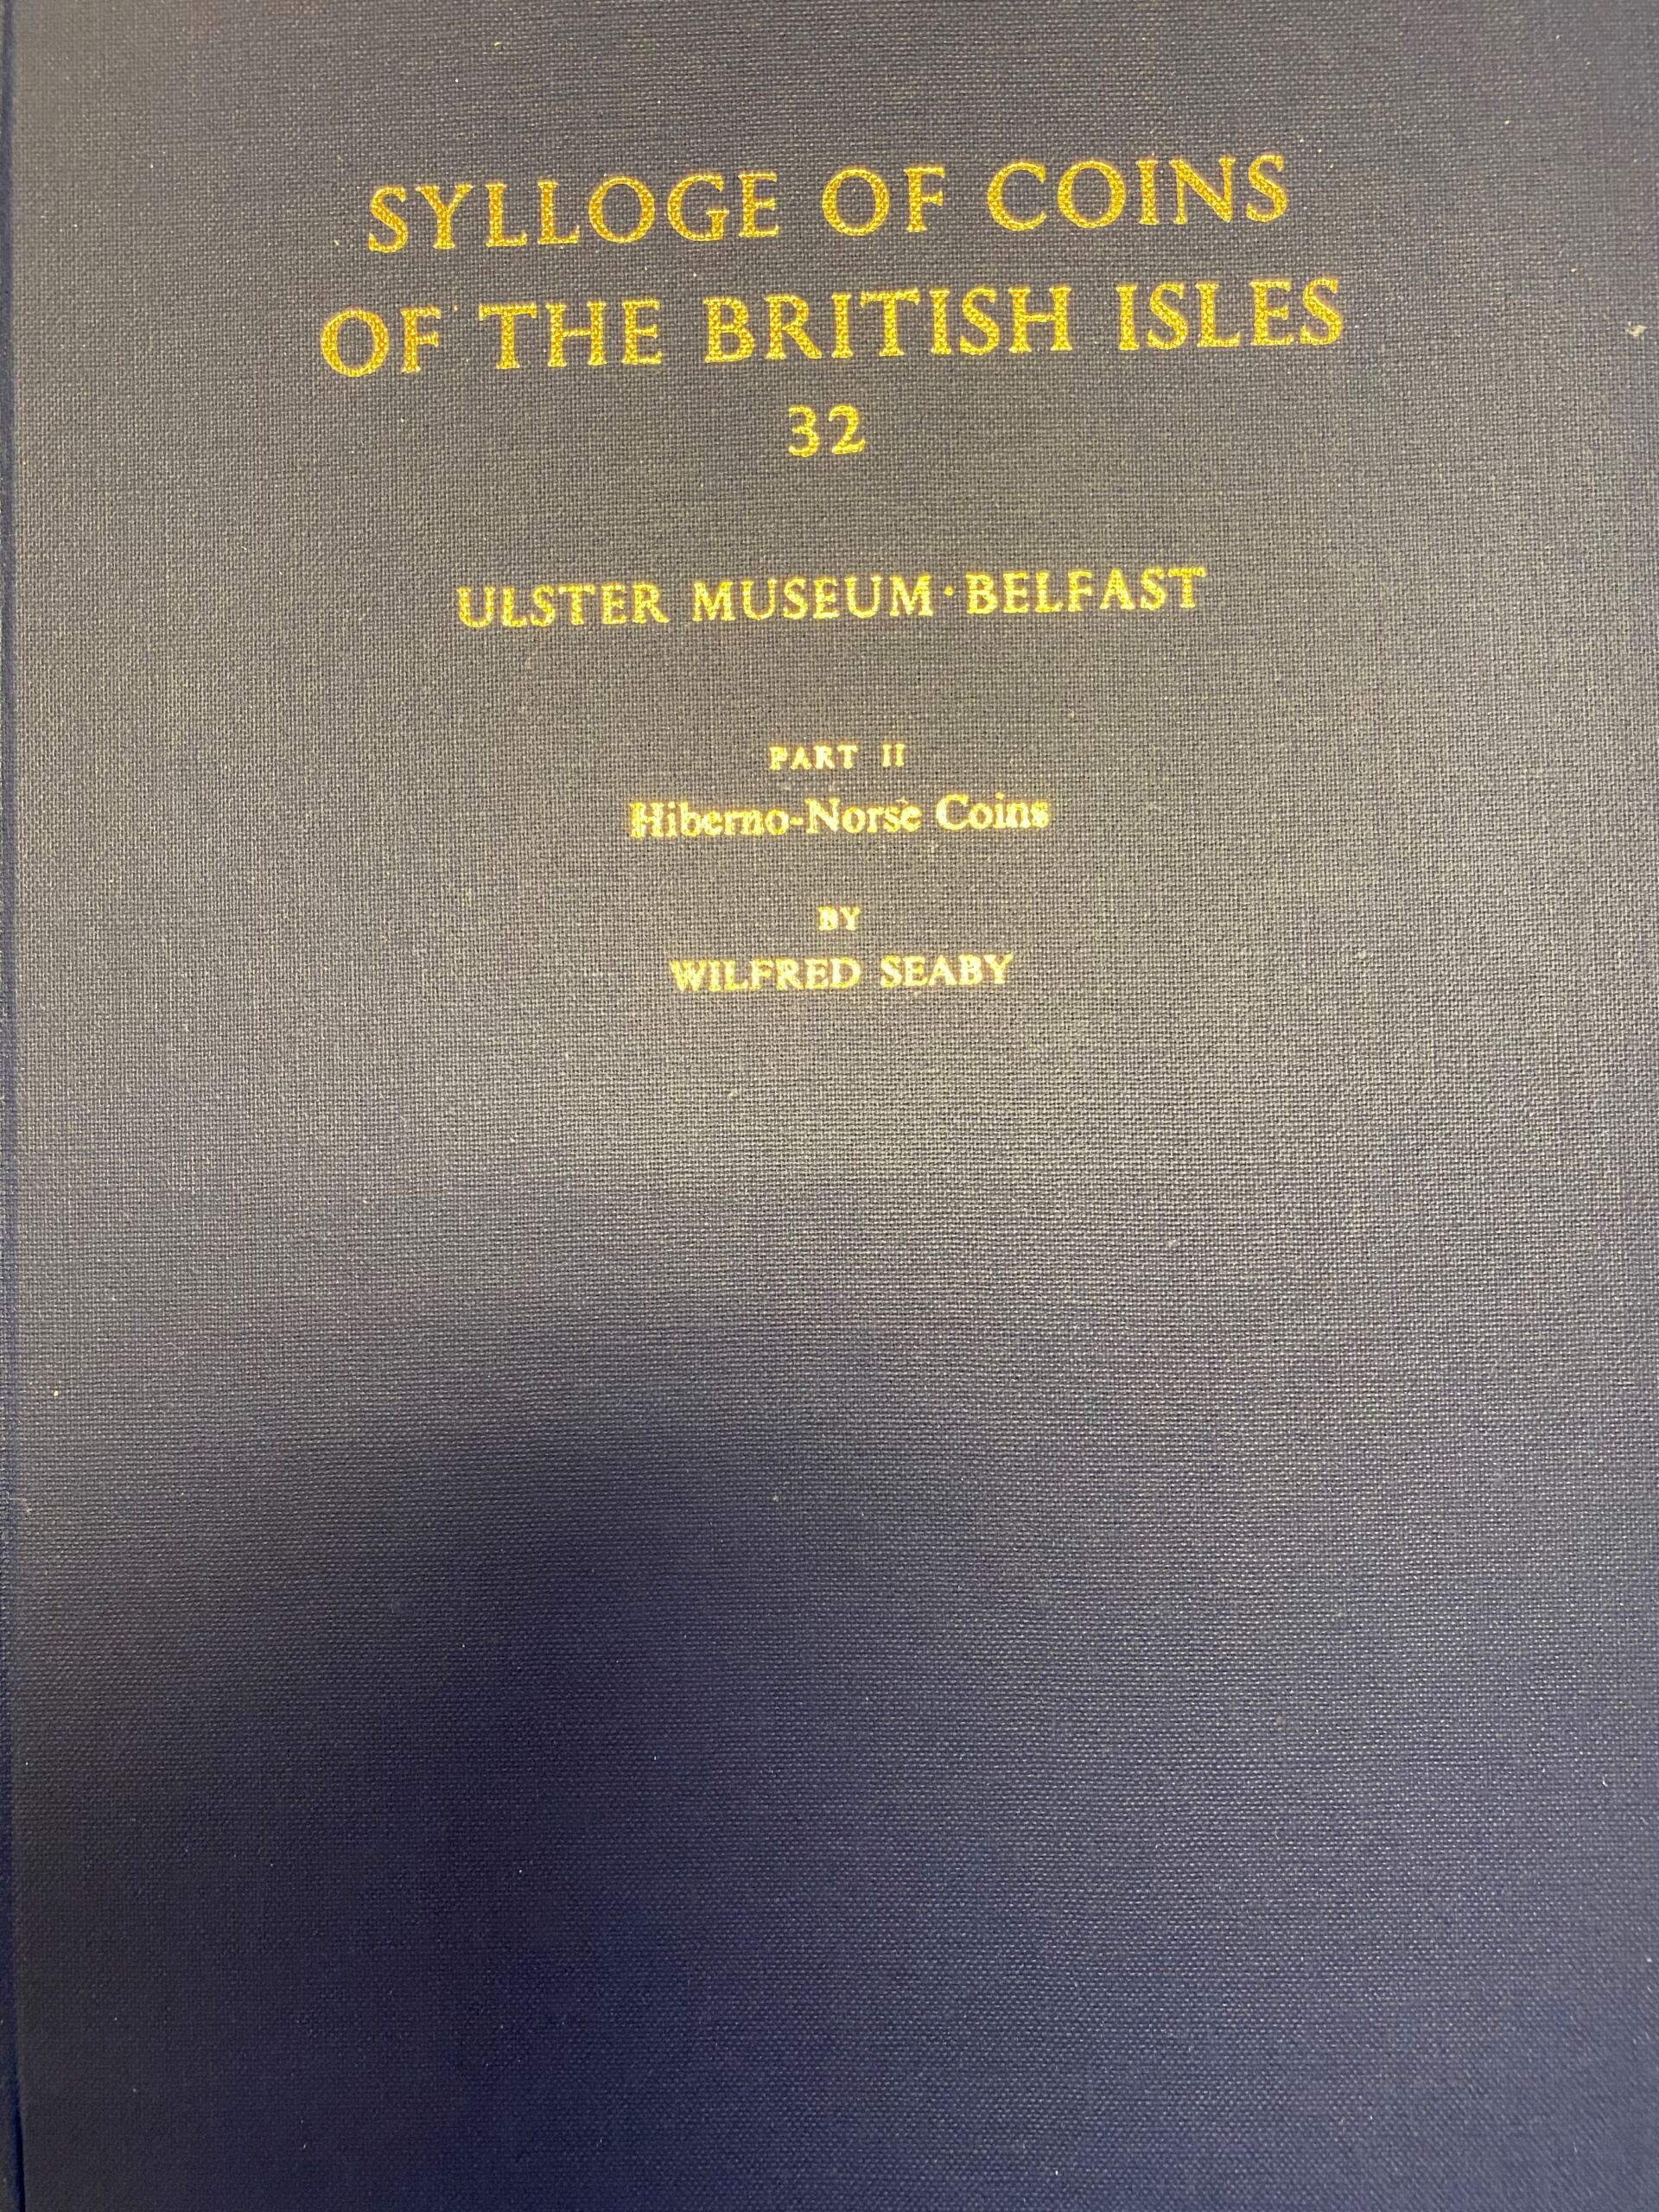 SYLLOGE OF COINS
OF THE BRITISH ISLES
32
ULSTER MUSEUM · BELFAST
PART II
Hiberno-Norse Coins
BY
WILFRED SEABY